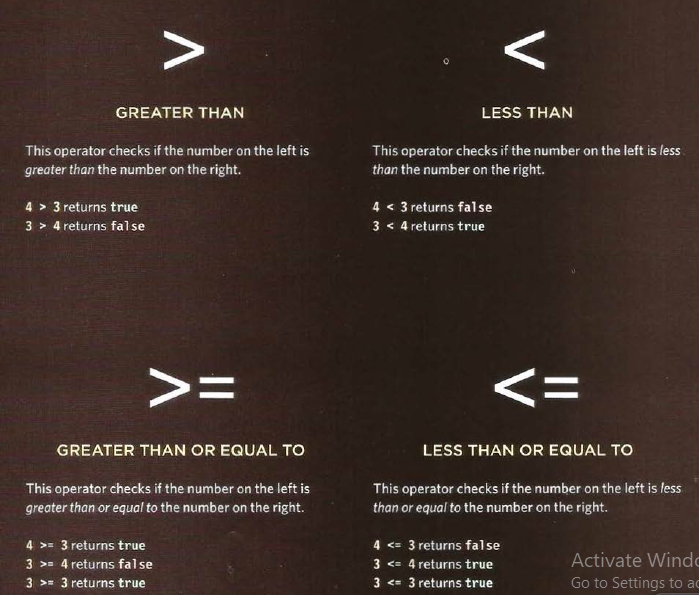 >
GREATER THAN
This operator checks if the number on the left is
greater than the number on the right.
4 > 3 returns true
3 > 4 returns false
<
LESS THAN
This operator checks if the number on the left is less
than the number on the right.
4 < 3 returns false
3 < 4 returns true
>=
GREATER THAN OR EQUAL TO
This operator checks if the number on the left is
greater than or equal to the number on the right.
4 >= 3 returns true
3 >= 4 returns false
3 >= 3 returns true
<=
LESS THAN OR EQUAL TO
This operator checks if the number on the left is less
than or equal to the number on the right.
4 <= 3 returns false
3 <= 4 returns true
3 <= 3 returns true
Activate Windo
Go to Settings to ac